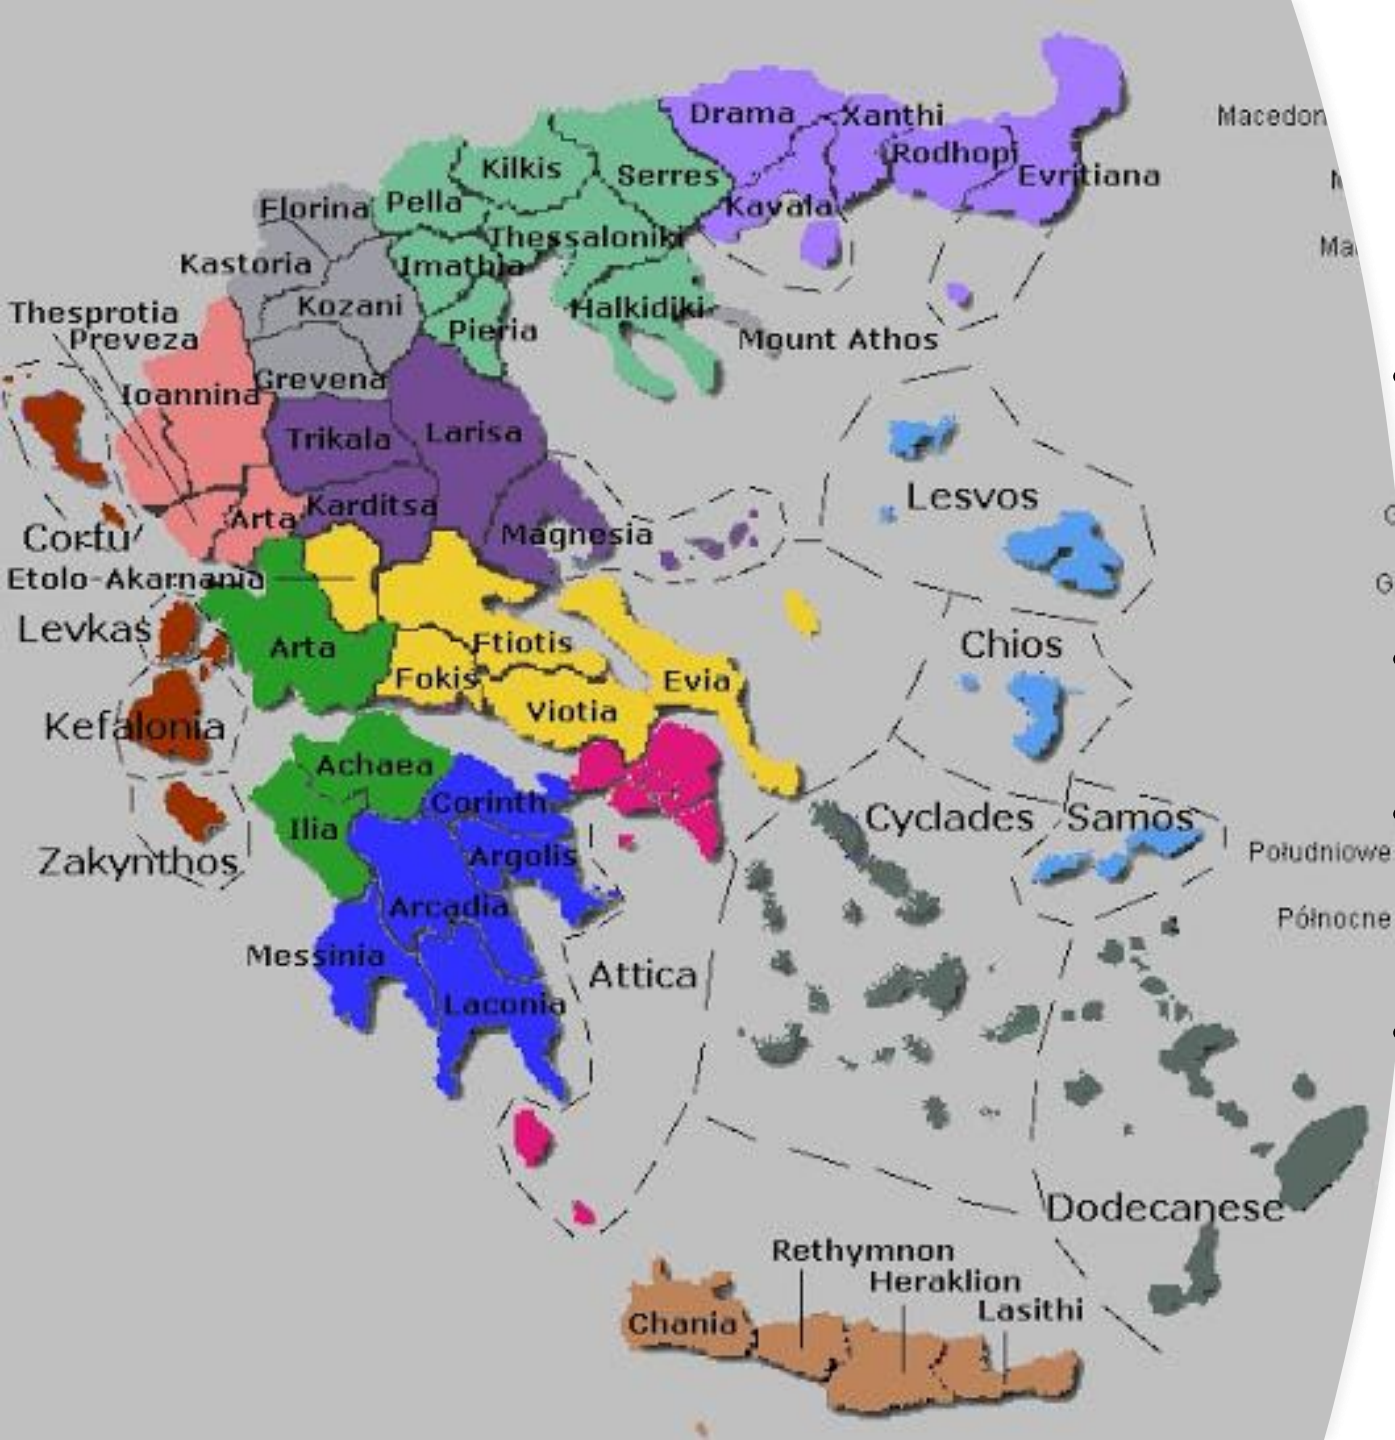 Drama
Xanthi
Macedon
Rodhopi
Kilkis
Serres
Evritiana
Pella
Florina
Kavala
Thessaloniki
Kastoria
Imathia
Kozani
Halkidiki
Thesprotia
Preveza
Pieria
Mount Athos
Ioannina
Grevena
Trikala
Larisa
Lesvos
Karditsa
Arta
Magnesia
Corfu
Etolo-Akarnania
Levkas
Arta
Ftiotis
Chios
Fokis
Evia
Viotia
Kefalonia
Achaea
Corinth
Cyclades
Samos
Ilia
Argolis
Południowe
Zakynthos
Arcadia
Północne
Messinia
Attica
Laconia
Dodecanese
Rethymnon
Heraklion
Lasithi
Chania